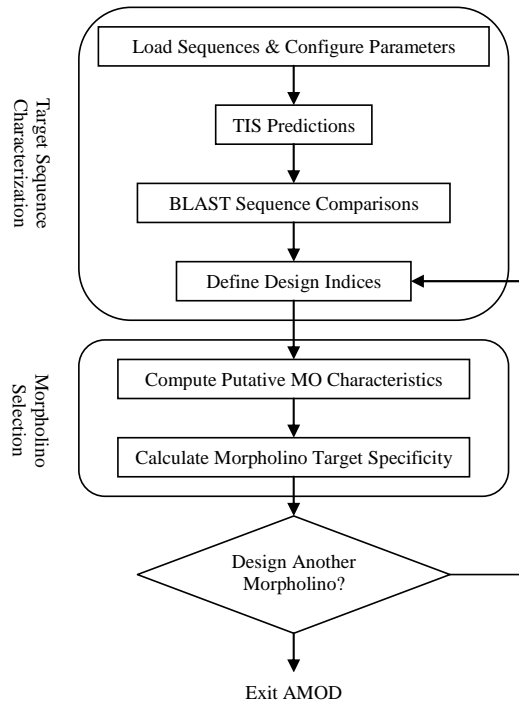 Load Sequences & Configure Parameters
TIS Predictions
BLAST Sequence Comparisons
Define Design Indices
Target Sequence
Characterization
Compute Putative MO Characteristics
Calculate Morpholino Target Specificity
Morpholino
Selection
Design Another
Morpholino?
Exit AMOD